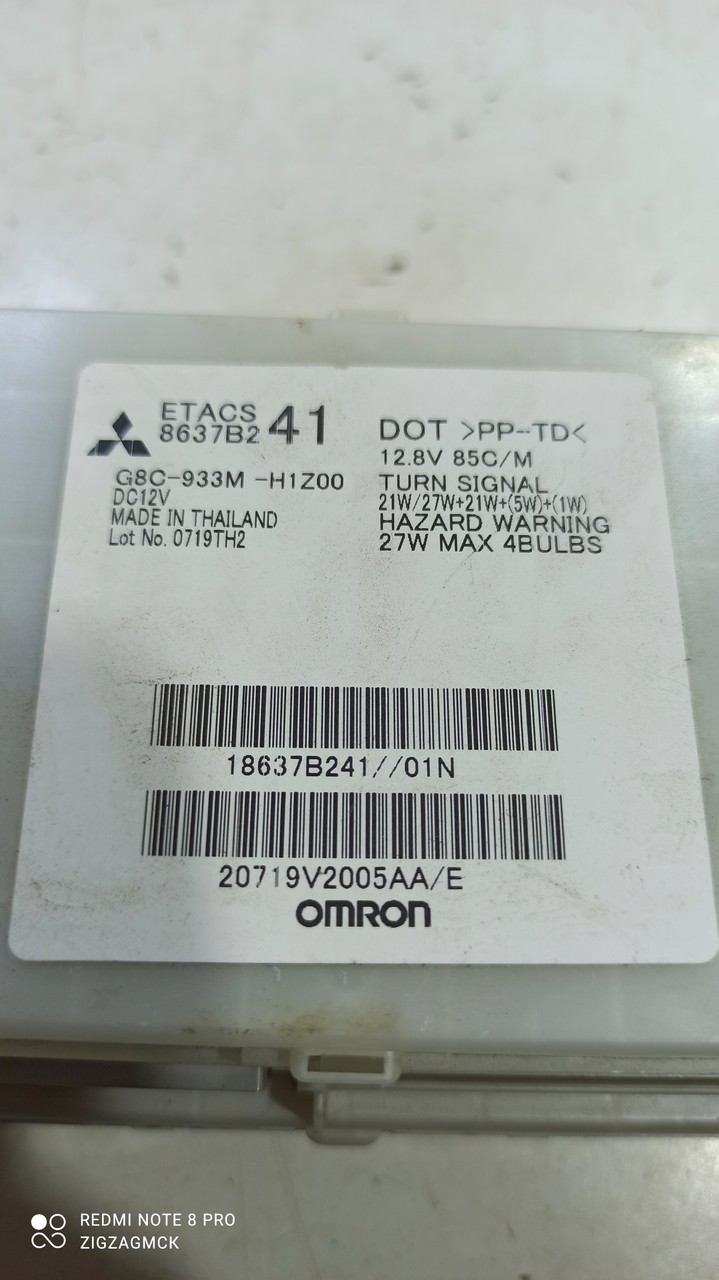 ETACS
8637B2 41
G8C-933M -H1Z00
DC12V
MADE IN THAILAND
Lot No. 0719TH2
DOT >PP-TD<
12.8V 85C/M
TURN SIGNAL
21W/27W+21W+(5W)+(1W)
HAZARD WARNING
27W MAX 4BULBS
18637B241//01N
20719V2005AA/E
OMRON
REDMI NOTE 8 PRO
ZIGZAGMCK